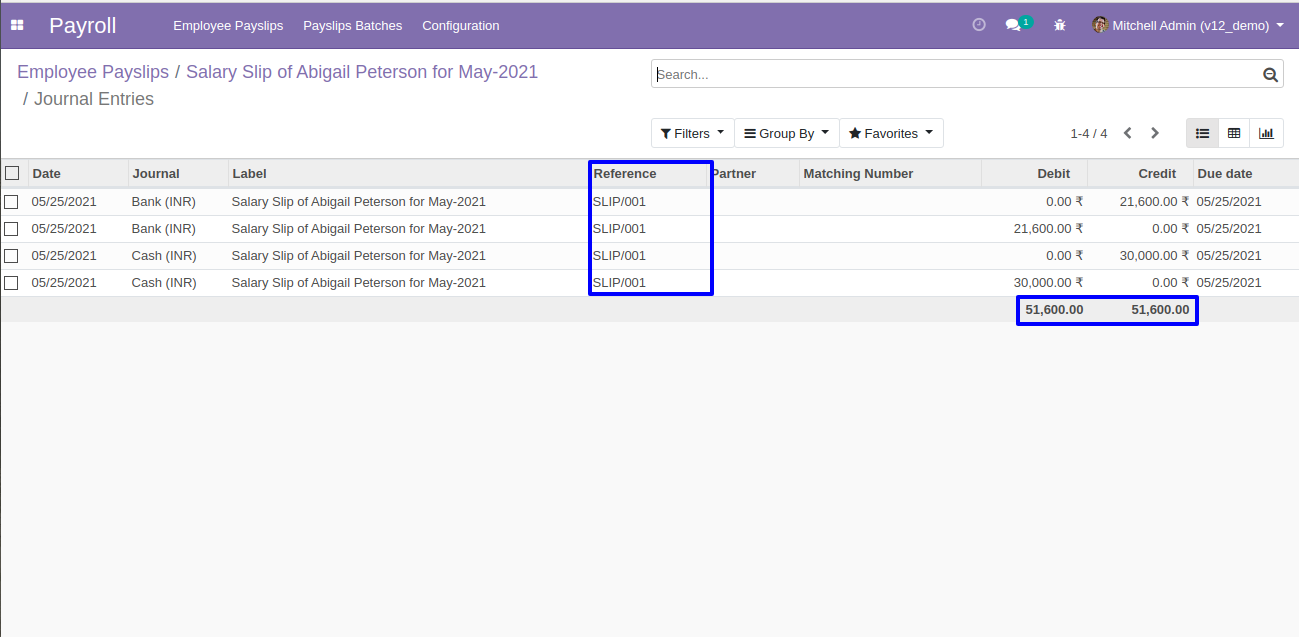 Payroll Employee Payslips Payslips Batches Configuration 1 Mitchell Admin (v12_demo)
Employee Payslips / Salary Slip of Abigail Peterson for May-2021
/ Journal Entries
Search...
Filters Group By Favorites 1-4 / 4
Date Journal Label Reference Partner Matching Number Debit Credit Due date
05/25/2021 Bank (INR) Salary Slip of Abigail Peterson for May-2021 SLIP/001 0.00 ₹ 21,600.00 ₹ 05/25/2021
05/25/2021 Bank (INR) Salary Slip of Abigail Peterson for May-2021 SLIP/001 21,600.00 ₹ 0.00 ₹ 05/25/2021
05/25/2021 Cash (INR) Salary Slip of Abigail Peterson for May-2021 SLIP/001 0.00 ₹ 30,000.00 ₹ 05/25/2021
05/25/2021 Cash (INR) Salary Slip of Abigail Peterson for May-2021 SLIP/001 30,000.00 ₹ 0.00 ₹ 05/25/2021
51,600.00 51,600.00